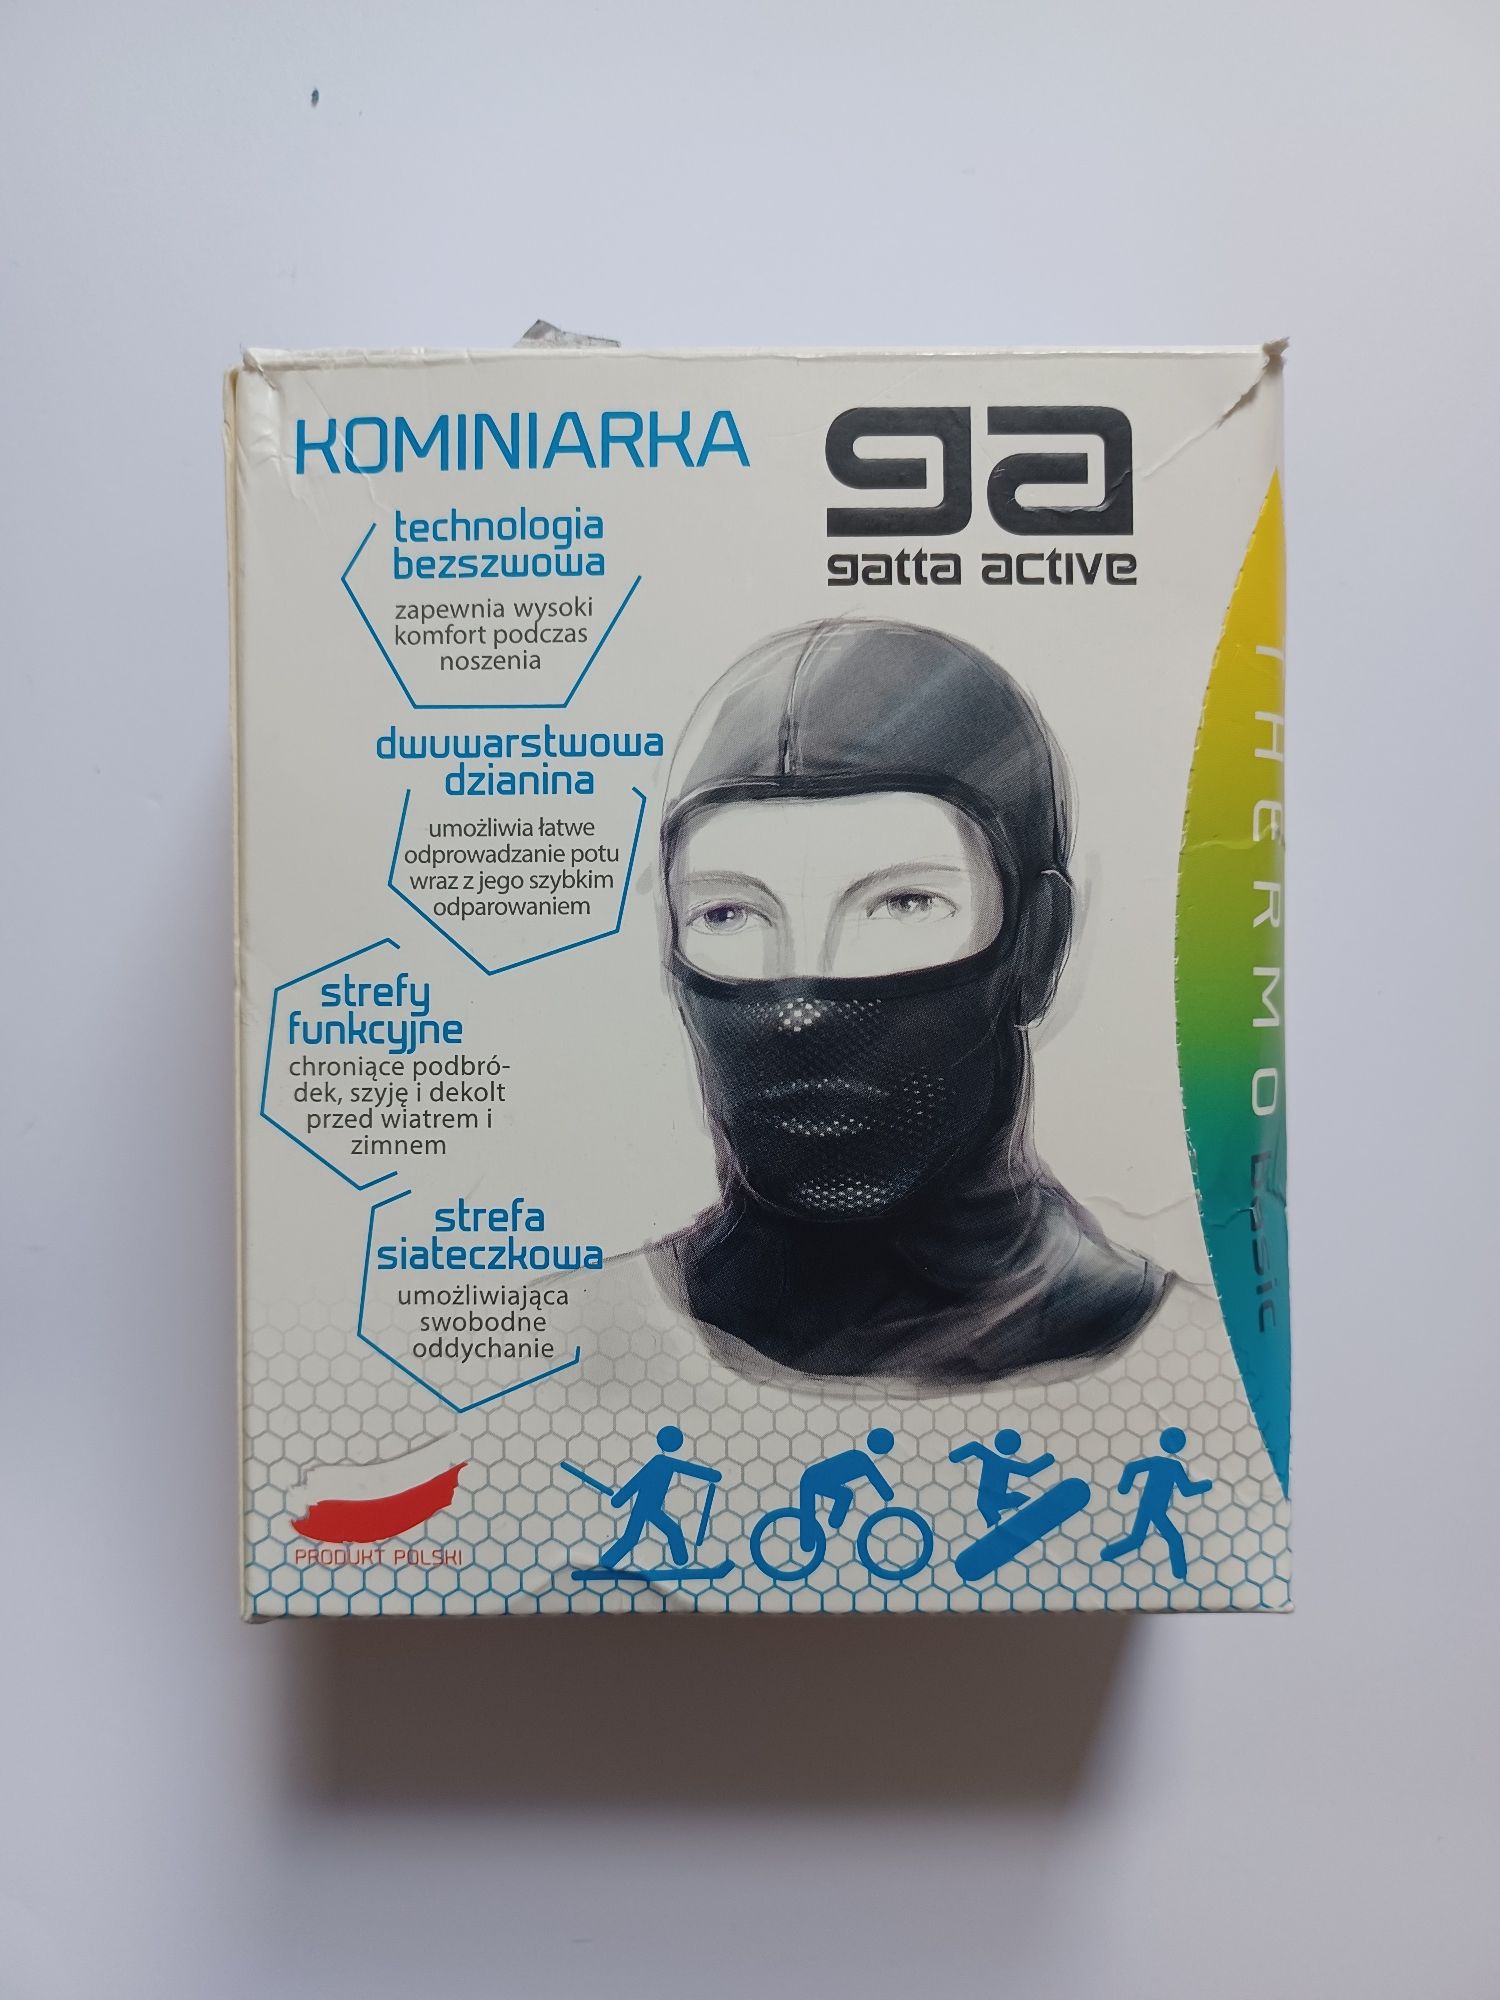 KOMINIARKA
ga
gatta active
technologia
bezszwowa
zapewnia wysoki
komfort podczas
noszenia
dwuwarstwowa
dzianina
umożliwia łatwe
odprowadzanie potu
wraz z jego szybkim
odparowaniem
strefy
funkcyjne
chroniące podbró-
dek, szyję i dekolt
przed wiatrem i
zimnem
strefa
siateczkowa
umożliwiająca
swobodne
oddychanie
THERMO basic
PRODUKT POLSKI